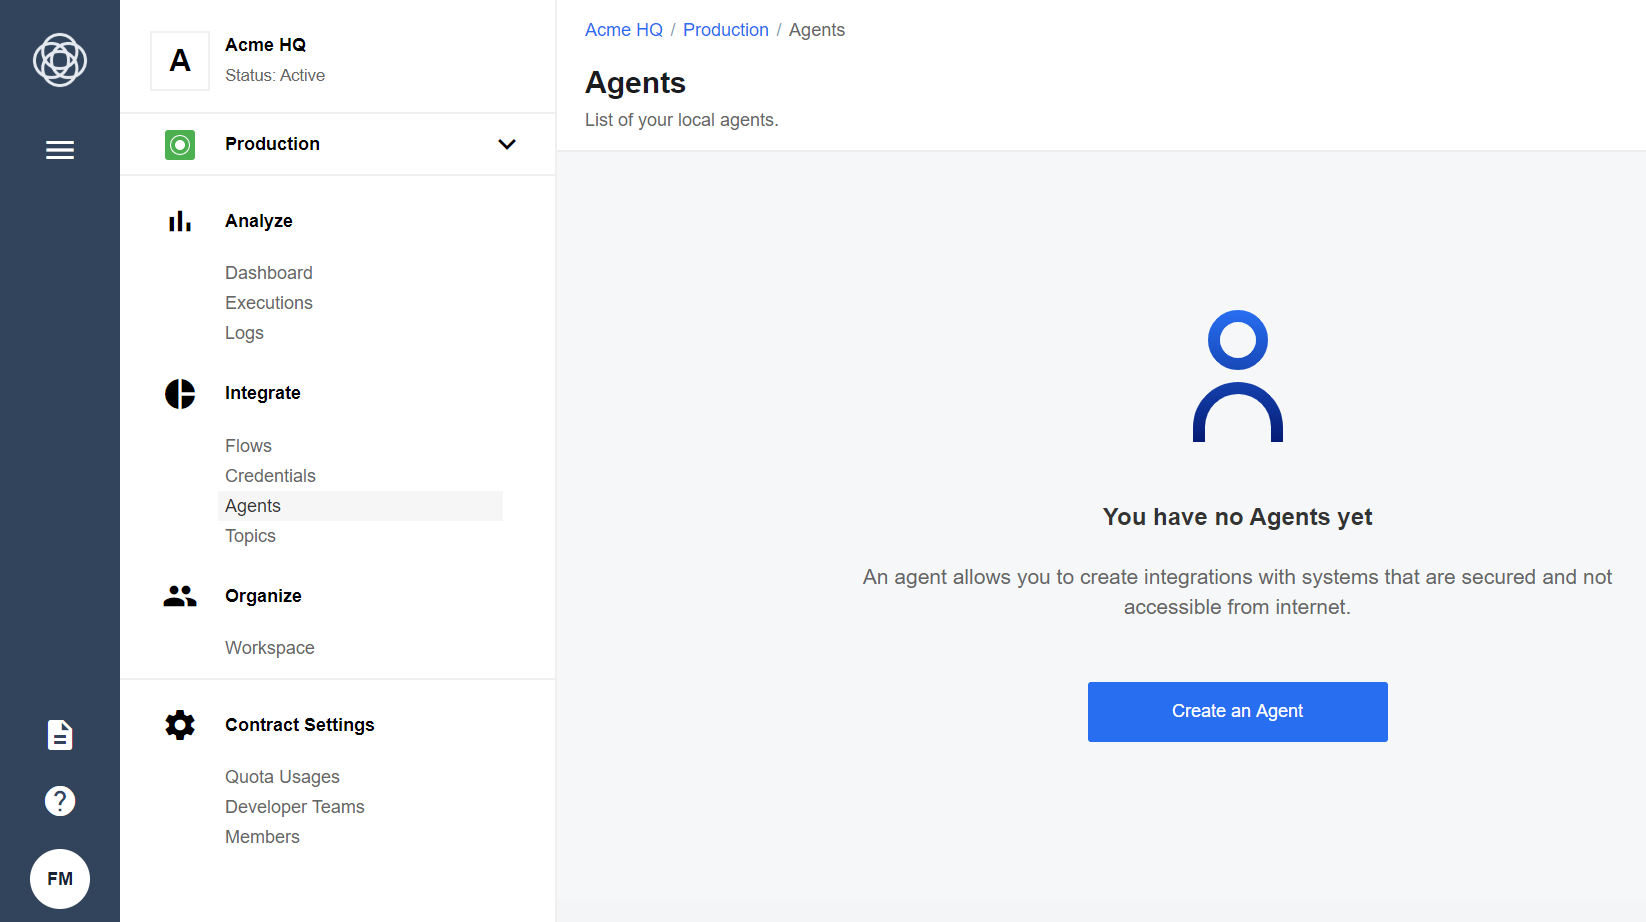 A
Acme HQ
Status: Active
Production
Analyze
Dashboard
Executions
Logs
Integrate
Flows
Credentials
Agents
Topics
Organize
Workspace
Contract Settings
Quota Usages
Developer Teams
Members
?
FM
Acme HQ / Production / Agents
Agents
List of your local agents.
You have no Agents yet
An agent allows you to create integrations with systems that are secured and not
accessible from internet.
Create an Agent